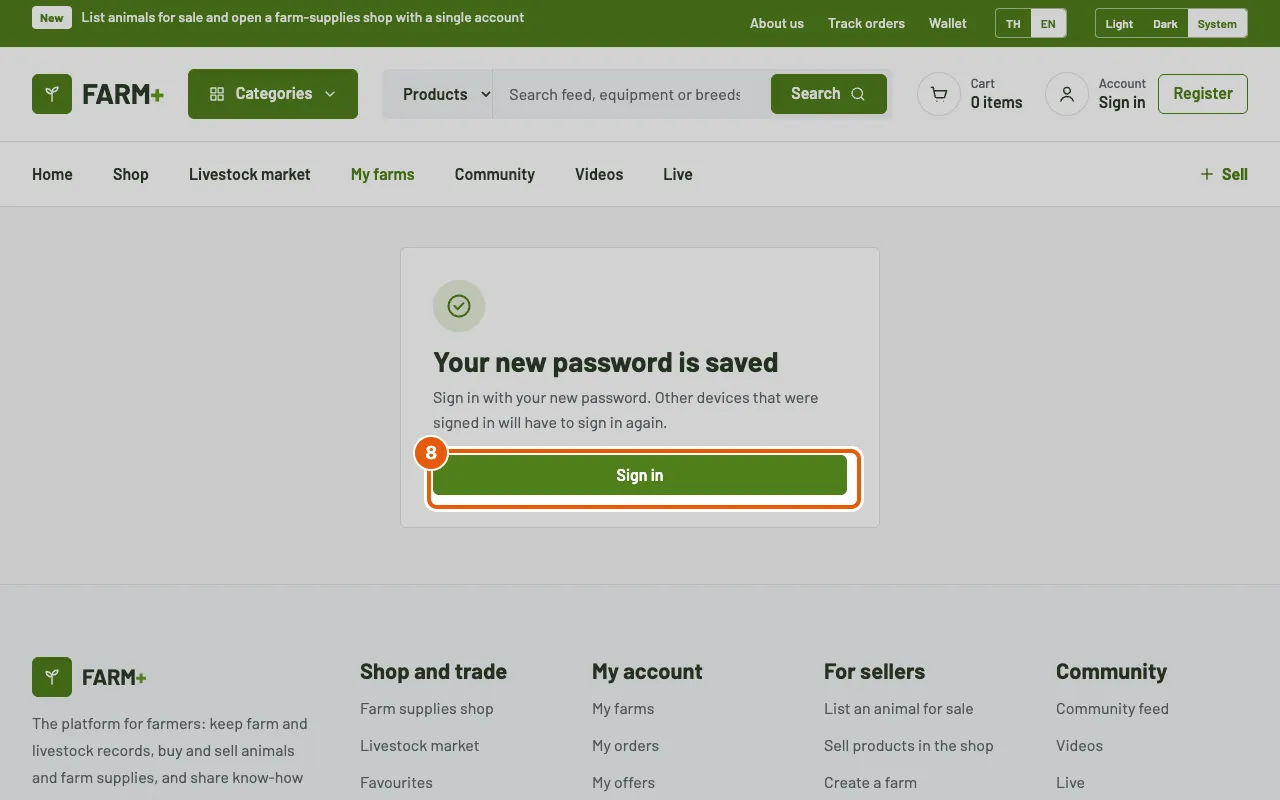 New List animals for sale and open a farm-supplies shop with a single account
About us Track orders Wallet TH EN Light Dark System
FARM+ Categories Products Search feed, equipment or breeds Search Cart 0 items Account Sign in Register
Home Shop Livestock market My farms Community Videos Live + Sell
Your new password is saved
Sign in with your new password. Other devices that were
signed in will have to sign in again.
8
Sign in
FARM+
The platform for farmers: keep farm and
livestock records, buy and sell animals
and farm supplies, and share know-how
Shop and trade
Farm supplies shop
Livestock market
Favourites
My account
My farms
My orders
My offers
For sellers
List an animal for sale
Sell products in the shop
Create a farm
Community
Community feed
Videos
Live